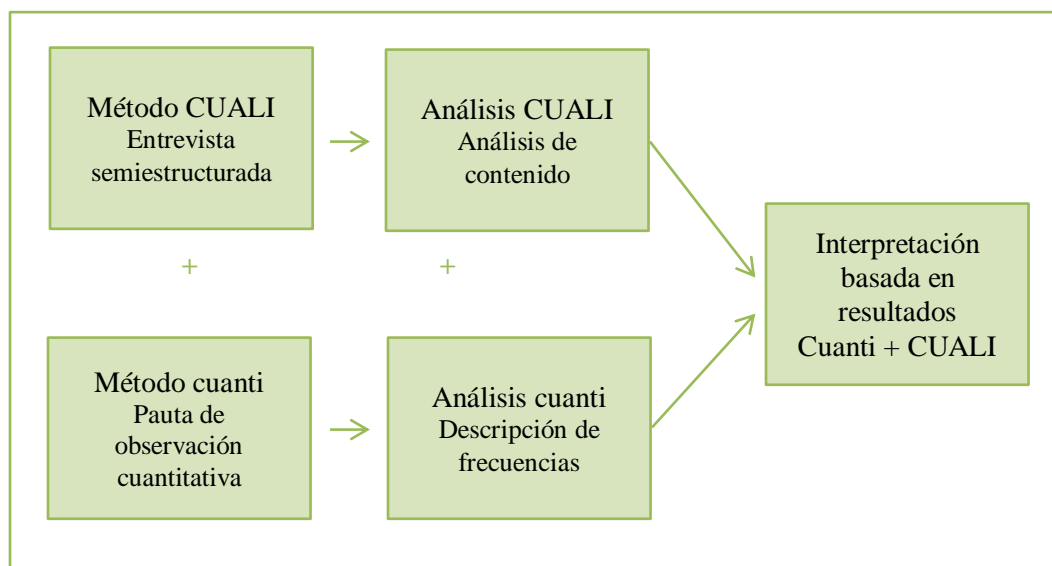 Método CUALI
Entrevista
semiestructurada
Análisis CUALI
Análisis de
contenido
+
+
Método cuanti
Pauta de
observación
cuantitativa
Análisis cuanti
Descripción de
frecuencias
Interpretación
basada en
resultados
Cuanti + CUALI